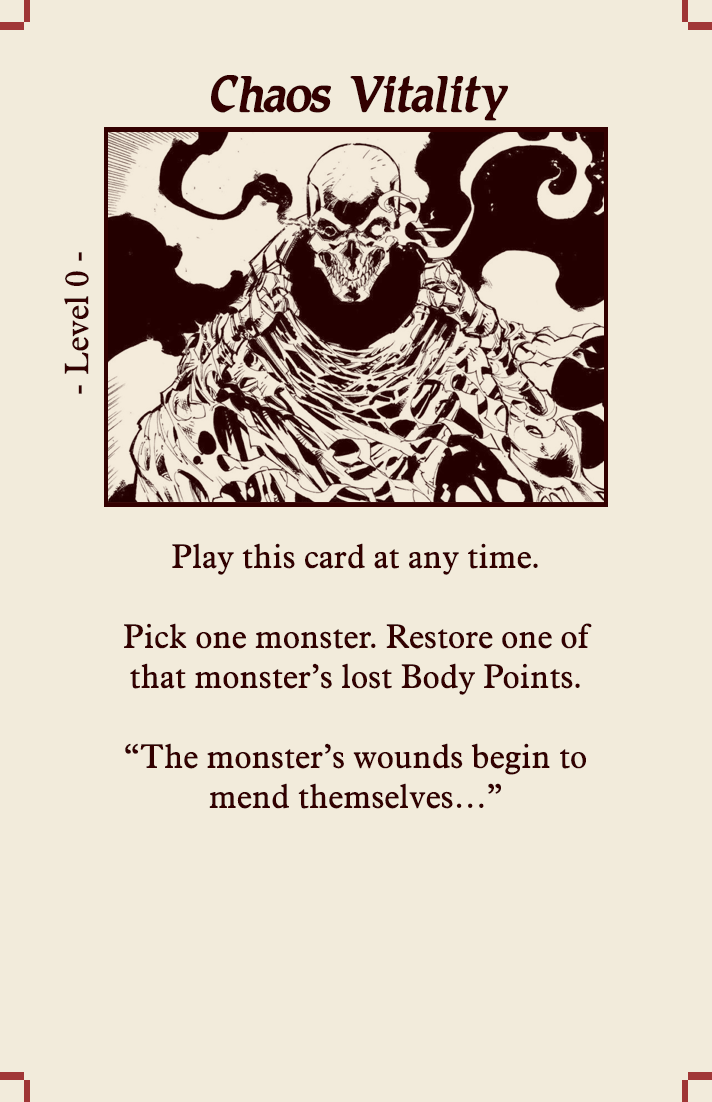 Chaos Vitality
- Level 0 -
Play this card at any time.
Pick one monster. Restore one of
that monster’s lost Body Points.
“The monster’s wounds begin to
mend themselves…”